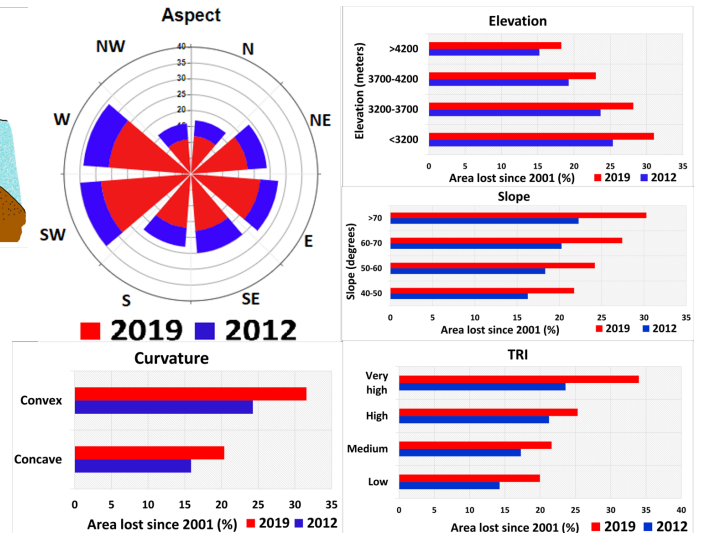 Aspect
NW
N
40
35
30
25
20
15
W
NE
SW
E
S
SE
2019 2012
Elevation
Elevation (meters)
>4200
3700-4200
3200-3700
<3200
0 5 10 15 20 25 30 35
Area lost since 2001 (%) 2019 2012
Slope
Slope (degrees)
>70
60-70
50-60
40-50
0 5 10 15 20 25 30 35
Area lost since 2001 (%) 2019 2012
Curvature
Convex
Concave
0 5 10 15 20 25 30 35
Area lost since 2001 (%) 2019 2012
TRI
Very
high
High
Medium
Low
0 5 10 15 20 25 30 35 40
Area lost since 2001 (%) 2019 2012